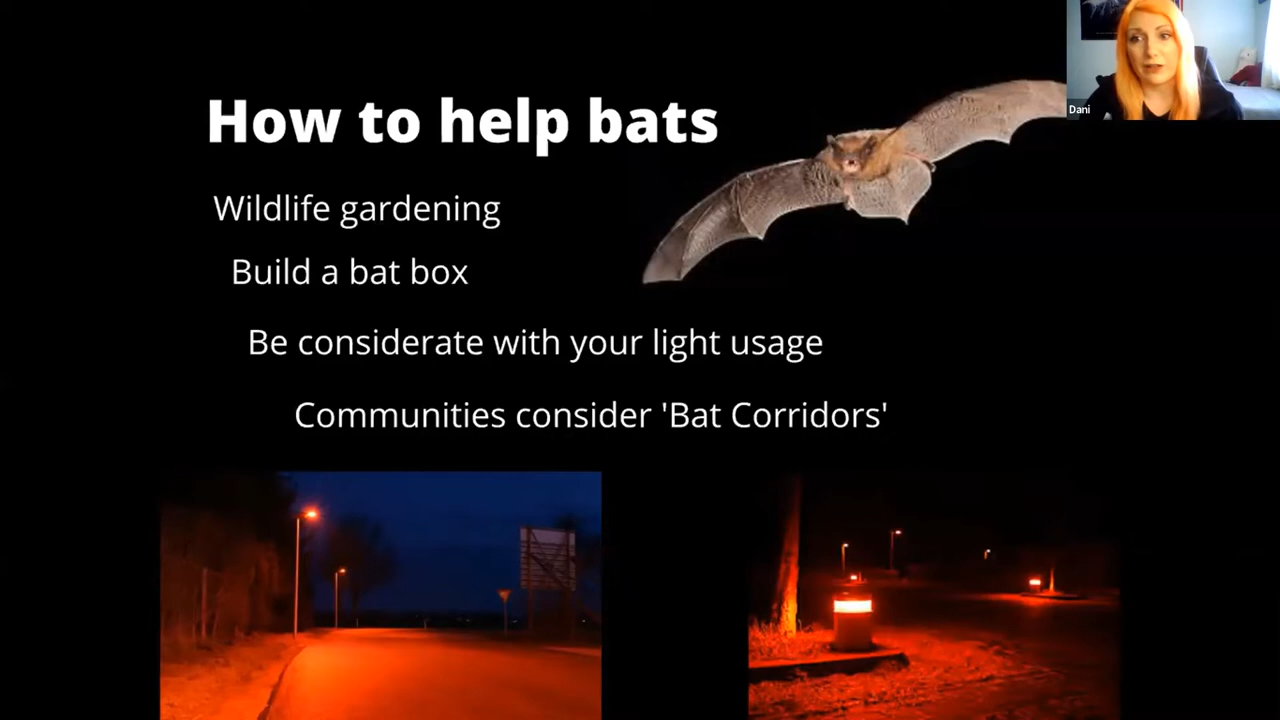 How to help bats
Dani
Wildlife gardening
Build a bat box
Be considerate with your light usage
Communities consider 'Bat Corridors'